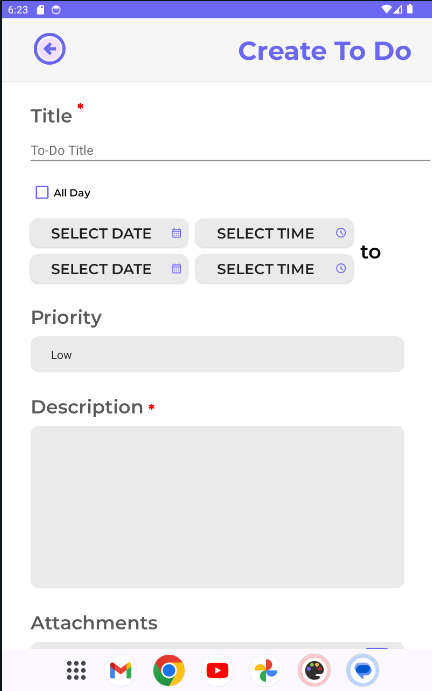 6:23
Create To Do
Title *
To-Do Title
All Day
SELECT DATE SELECT TIME
to
SELECT DATE SELECT TIME
Priority
Low
Description *
Attachments